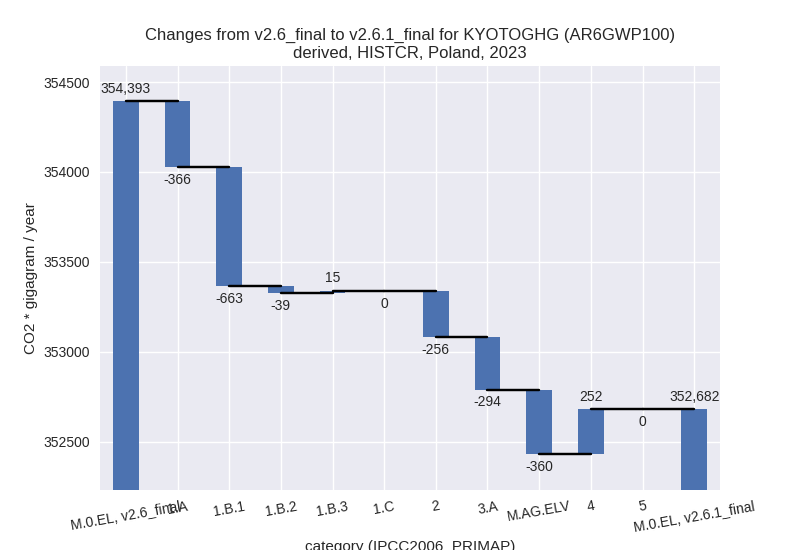 Changes from v2.6_final to v2.6.1_final for KYOTOGHG (AR6GWP100)
derived, HISTCR, Poland, 2023
CO2 * gigagram / year
354500
354000
353500
353000
352500
354,393
-366
-663
-39
15
0
-256
-294
-360
252
0
352,682
M.0.EL, v2.6_final
1.A
1.B.1
1.B.2
1.B.3
1.C
2
3.A
M.AG.ELV
4
5
M.0.EL, v2.6.1_final
category (IPCC2006_PRIMAP)